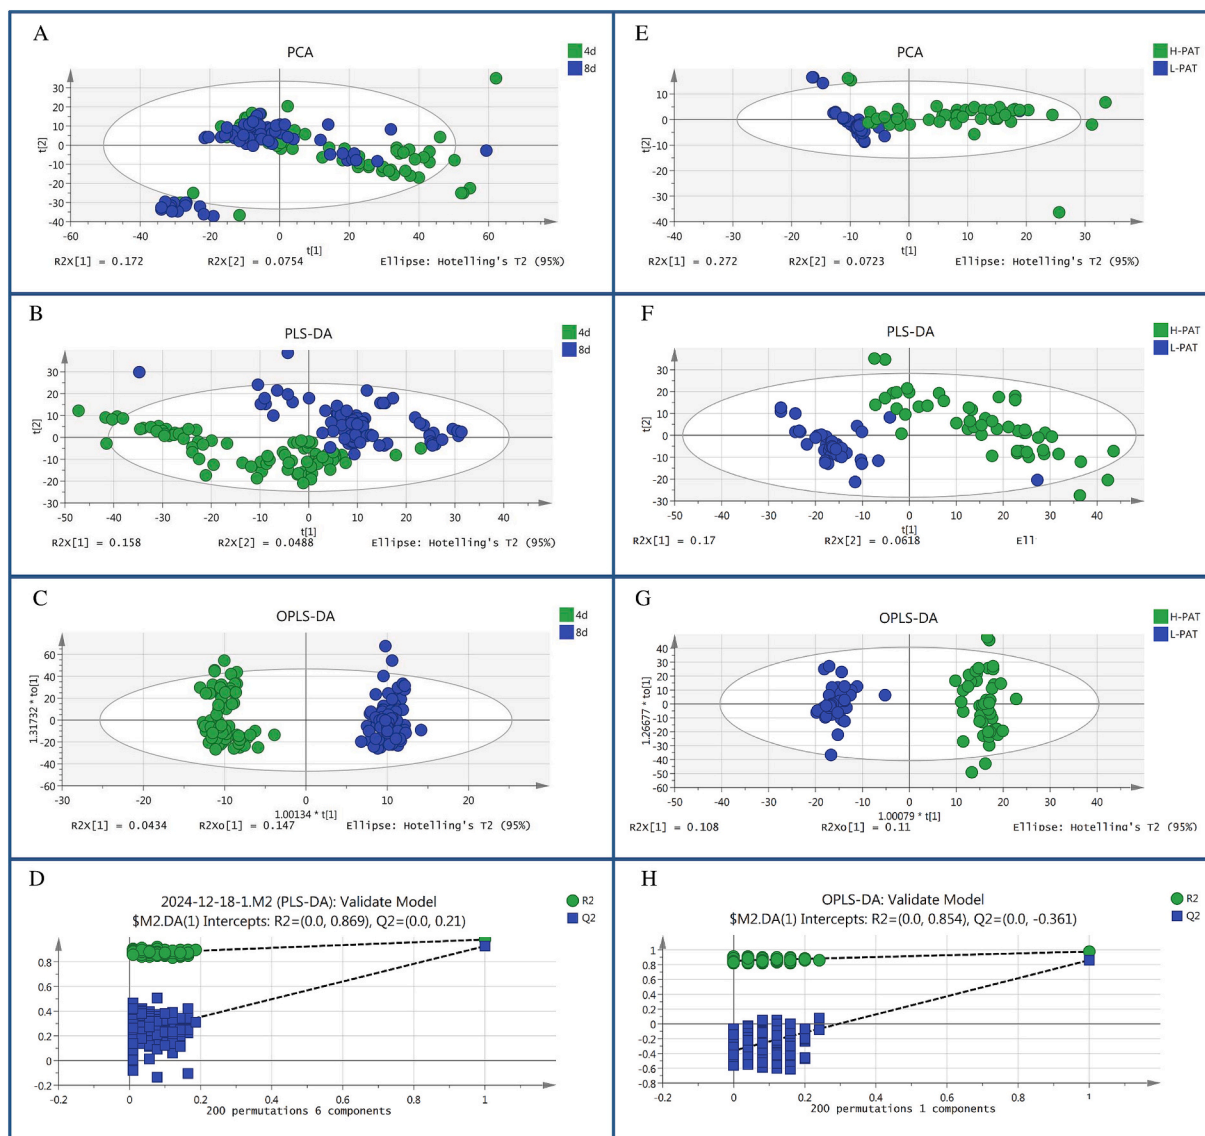 A
PCA
4d
8d
t[2]
30
20
10
0
-10
-20
-30
-40
-60
-40
-20
0
20
40
60
t[1]
R2X[1] = 0.172
R2X[2] = 0.0754
Ellipse: Hotelling's T2 (95%)
E
PCA
H-PAT
L-PAT
t[2]
10
0
-10
-20
-30
-40
-40
-30
-20
-10
0
10
20
30
t[1]
R2X[1] = 0.272
R2X[2] = 0.0723
Ellipse: Hotelling's T2 (95%)
B
PLS-DA
4d
8d
t[2]
30
20
10
0
-10
-20
-30
-50
-40
-30
-20
-10
0
10
20
30
40
t[1]
R2X[1] = 0.158
R2X[2] = 0.0488
Ellipse: Hotelling's T2 (95%)
F
PLS-DA
H-PAT
L-PAT
t[2]
30
20
10
0
-10
-20
-30
-50
-40
-30
-20
-10
0
10
20
30
40
50
t[1]
R2X[1] = 0.17
R2X[2] = 0.0618
Ell
C
OPLS-DA
4d
8d
1.31732 * to[1]
60
40
20
0
-20
-40
-60
-30
-20
-10
0
10
20
1.00134 * t[1]
R2X[1] = 0.0434
R2Xo[1] = 0.147
Ellipse: Hotelling's T2 (95%)
G
OPLS-DA
H-PAT
L-PAT
1.26677 * to[1]
40
30
20
10
0
-10
-20
-30
-40
-50
-60
-50
-40
-30
-20
-10
0
10
20
30
40
1.00079 * t[1]
R2X[1] = 0.108
R2Xo[1] = 0.11
Ellipse: Hotelling's T2 (95%)
D
2024-12-18-1.M2 (PLS-DA): Validate Model
$M2.DA(1) Intercepts: R2=(0.0, 0.869), Q2=(0.0, 0.21)
R2
Q2
0.8
0.6
0.4
0.2
0
-0.2
-0.2
0
0.2
0.4
0.6
0.8
1
200 permutations 6 components
H
OPLS-DA: Validate Model
$M2.DA(1) Intercepts: R2=(0.0, 0.854), Q2=(0.0, -0.361)
R2
Q2
1
0.8
0.6
0.4
0.2
0
-0.2
-0.4
-0.6
-0.8
-0.2
0
0.2
0.4
0.6
0.8
1
200 permutations 1 components